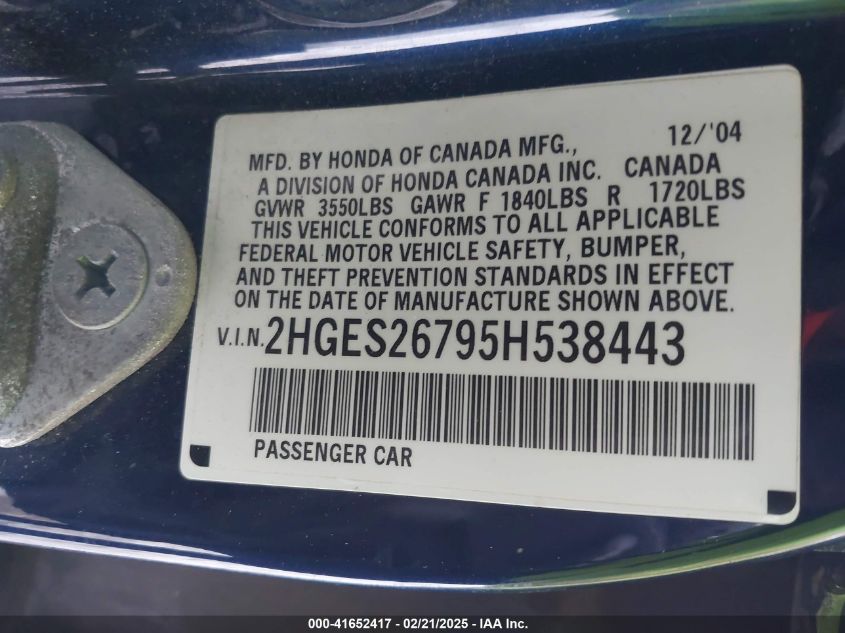 12/'04
MFD. BY HONDA OF CANADA MFG.,
A DIVISION OF HONDA CANADA INC. CANADA
GVWR 3550LBS GAWR F 1840LBS R 1720LBS
THIS VEHICLE CONFORMS TO ALL APPLICABLE
FEDERAL MOTOR VEHICLE SAFETY, BUMPER,
AND THEFT PREVENTION STANDARDS IN EFFECT
ON THE DATE OF MANUFACTURE SHOWN ABOVE.
V.I.N. 2HGES26795H538443
PASSENGER CAR
000-41652417 - 02/21/2025 - IAA Inc.